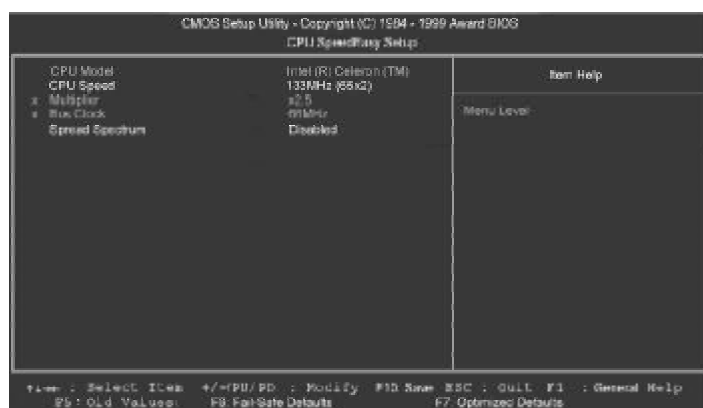 CMOS Setup Utility - Copyright (C) 1984 - 1999 Award BIOS
CPU SpeedEasy Setup
CPU Model Intel (R) Celeron (TM)
CPU Speed 133MHz (66x2)
x Multiplier x2.5
x Bus Clock 66MHz
Spread Spectrum Disabled
Item Help
Menu Level
: Select Item +/-/PU/PD : Modify F10 Save ESC : Quit F1 : General Help
F5 : Old Values F8: Fail-Safe Defaults F7: Optimized Defaults